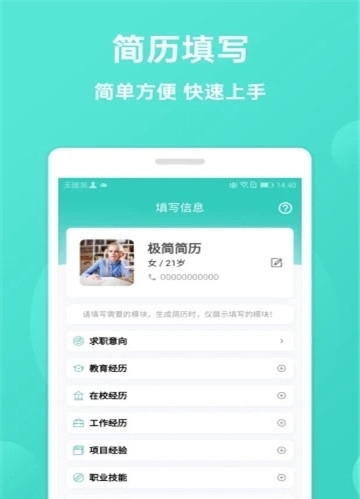 简历填写
简单方便 快速上手
无服务
14:40
填写信息
极简简历
女 / 21岁
00000000000
请填写需要的模块，生成简历时，仅展示填写的模块！
求职意向
教育经历
在校经历
工作经历
项目经验
职业技能